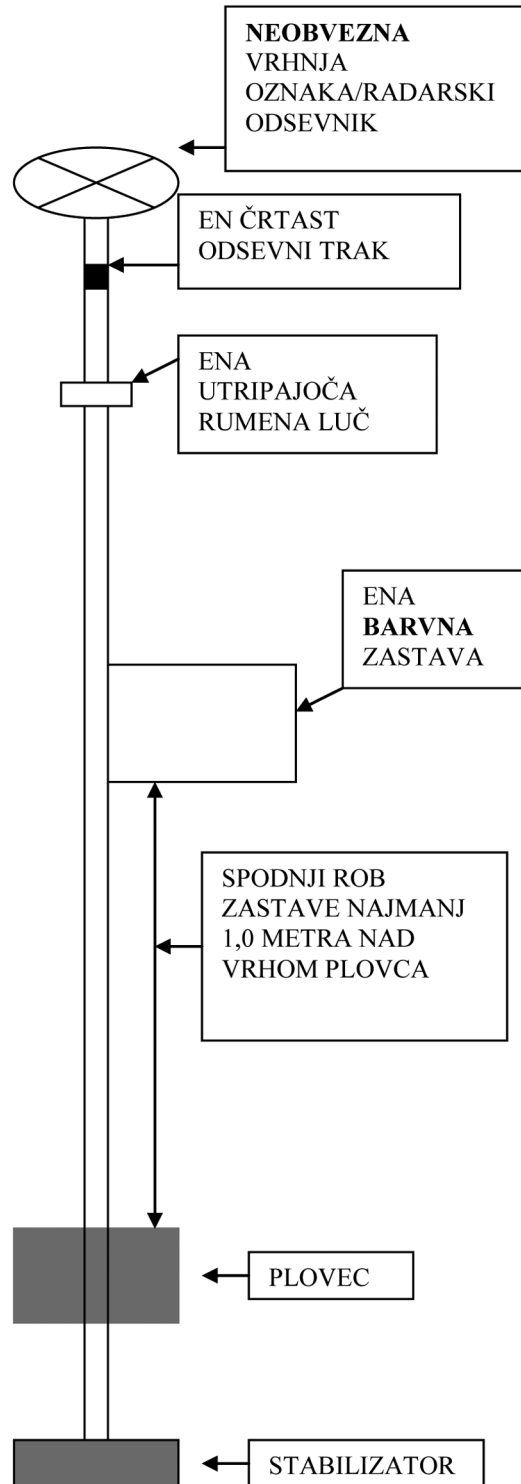 NEOBVEZNA
VRHNJA
OZNAKA/RADARSKI
ODSEVNIK
EN ČRTAST
ODSEVNI TRAK
ENA
UTRIPAJOČA
RUMENA LUČ
ENA
BARVNA
ZASTAVA
SPODNJI ROB
ZASTAVE NAJMANJ
1,0 METRA NAD
VRHOM PLOVCA
PLOVEC
STABILIZATOR